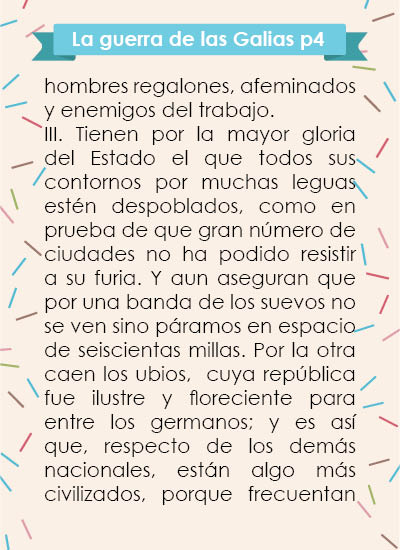 La guerra de las Galias p4
hombres regalones, afeminados
y enemigos del trabajo.
III. Tienen por la mayor gloria
del Estado el que todos sus
contornos por muchas leguas
estén despoblados, como en
prueba de que gran número de
ciudades no ha podido resistir
a su furia. Y aun aseguran que
por una banda de los suevos no
se ven sino páramos en espacio
de seiscientas millas. Por la otra
caen los ubios, cuya república
fue ilustre y floreciente para
entre los germanos; y es así
que, respecto de los demás
nacionales, están algo más
civilizados, porque frecuentan